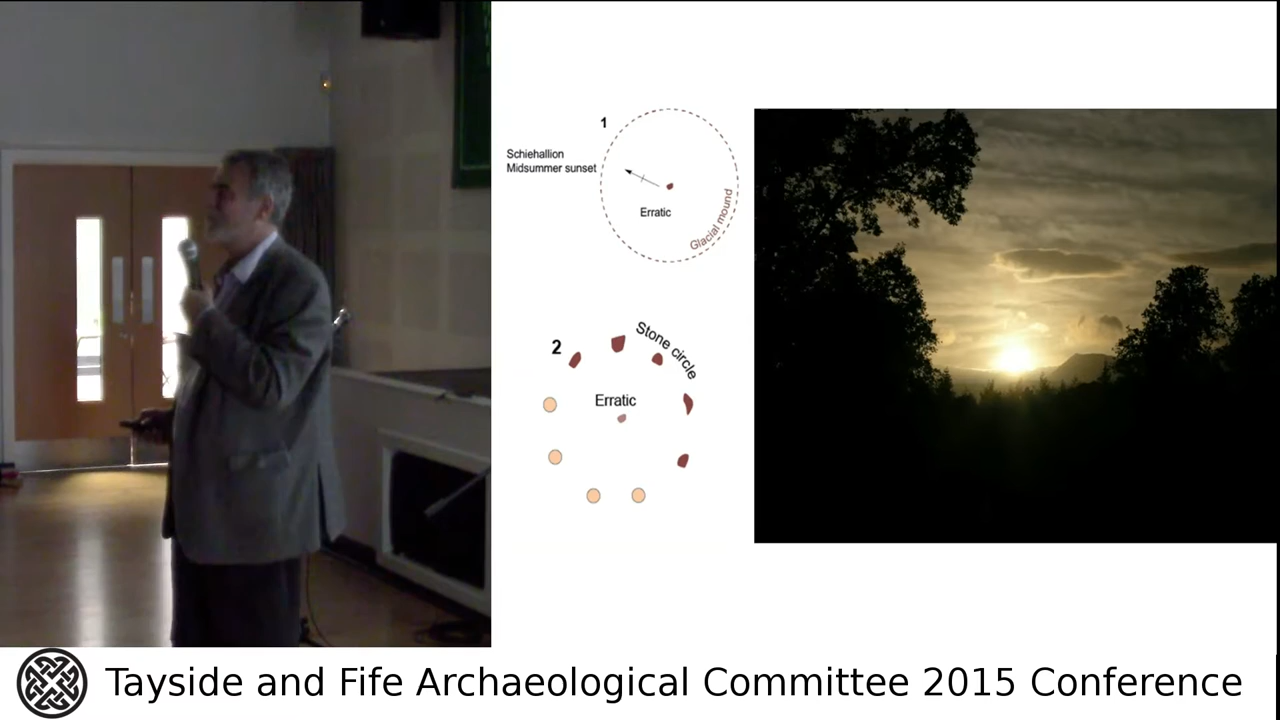 1
Schiehallion
Midsummer sunset
Erratic
Glacial mound
2
Stone circle
Erratic
Tayside and Fife Archaeological Committee 2015 Conference